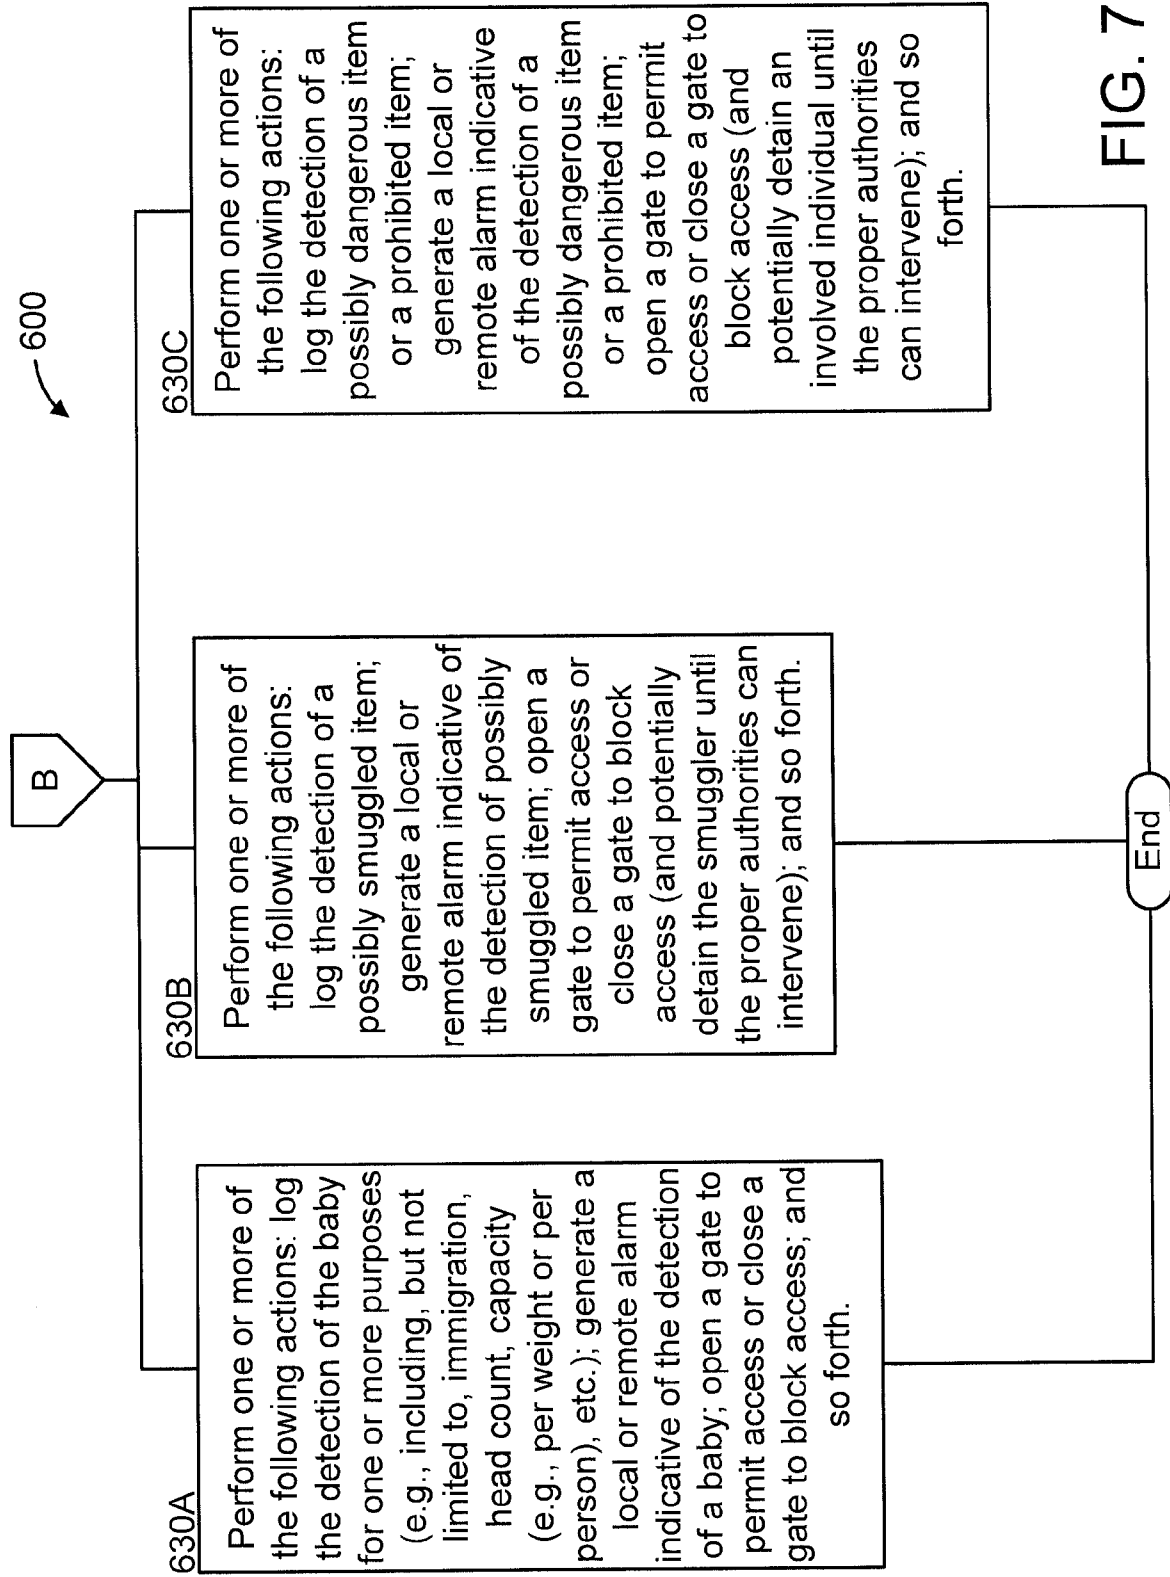 600
B
630A
Perform one or more of
the following actions: log
the detection of the baby
for one or more purposes
(e.g., including, but not
limited to, immigration,
head count, capacity
(e.g., per weight or per
person), etc.); generate a
local or remote alarm
indicative of the detection
of a baby; open a gate to
permit access or close a
gate to block access; and
so forth.
630B
Perform one or more of
the following actions:
log the detection of a
possibly smuggled item;
generate a local or
remote alarm indicative of
the detection of possibly
smuggled item; open a
gate to permit access or
close a gate to block
access (and potentially
detain the smuggler until
the proper authorities can
intervene); and so forth.
630C
Perform one or more of
the following actions:
log the detection of a
possibly dangerous item
or a prohibited item;
generate a local or
remote alarm indicative
of the detection of a
possibly dangerous item
or a prohibited item;
open a gate to permit
access or close a gate to
block access (and
potentially detain an
involved individual until
the proper authorities
can intervene); and so
forth.
End
FIG. 7